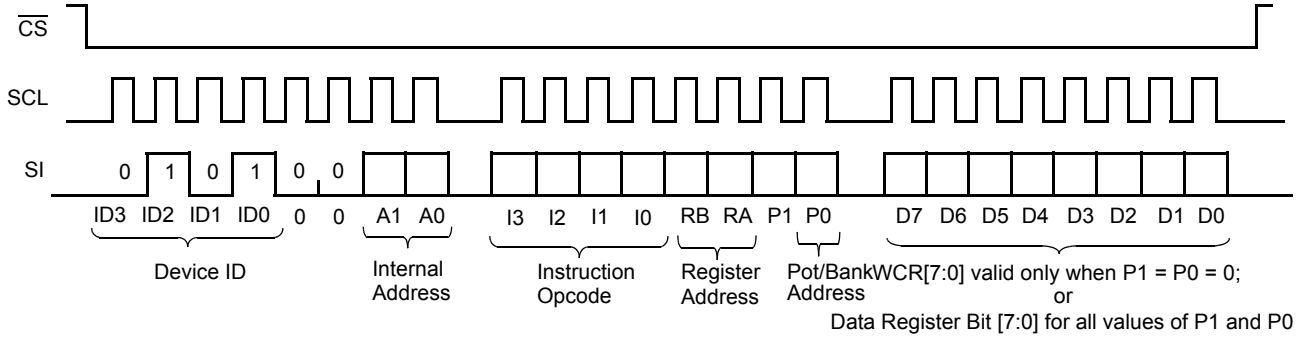 CS
SCL
SI 0 1 0 1 0 0
ID3 ID2 ID1 ID0 0 0 A1 A0 I3 I2 I1 I0 RB RA P1 P0 D7 D6 D5 D4 D3 D2 D1 D0
Device ID
Internal
Address
Instruction
Opcode
Register
Address
Pot/Bank
Address
WCR[7:0] valid only when P1 = P0 = 0;
or
Data Register Bit [7:0] for all values of P1 and P0